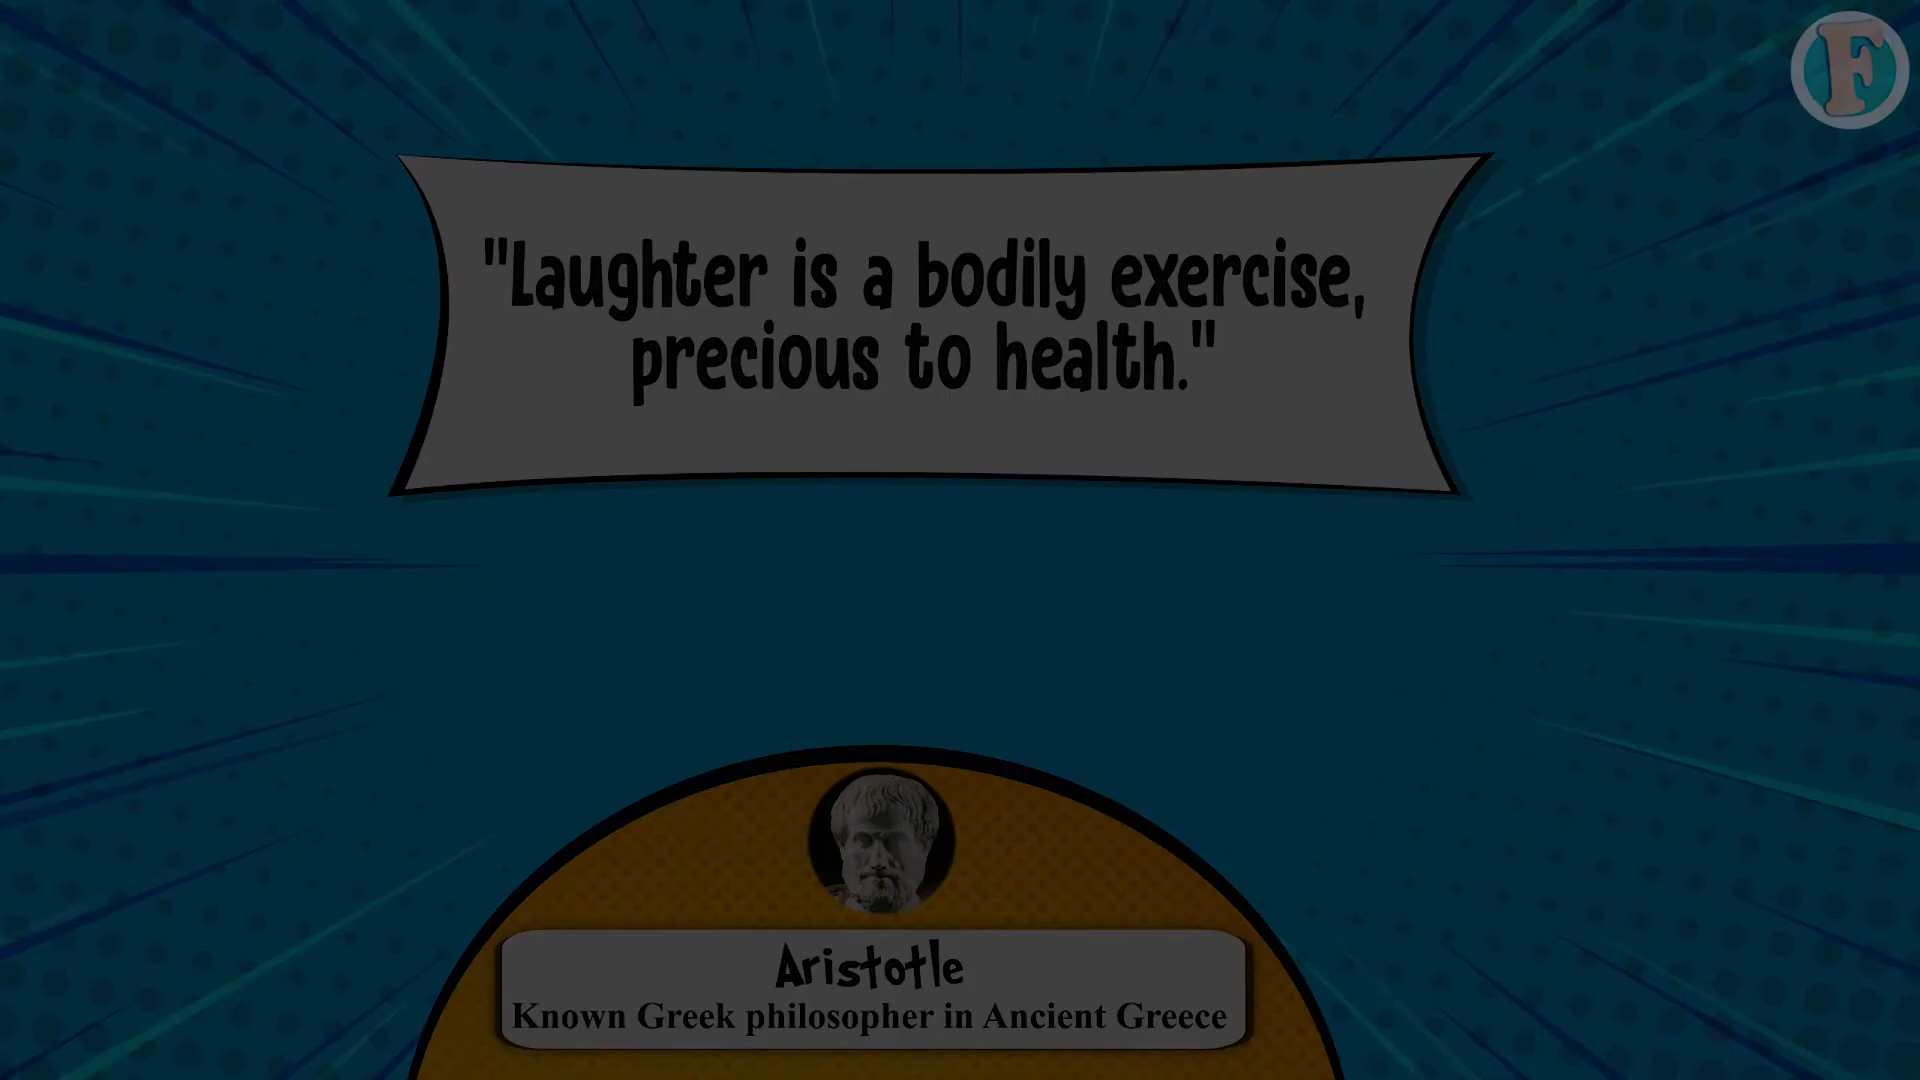 F
"Laughter is a bodily exercise,
precious to health."
Aristotle
Known Greek philosopher in Ancient Greece